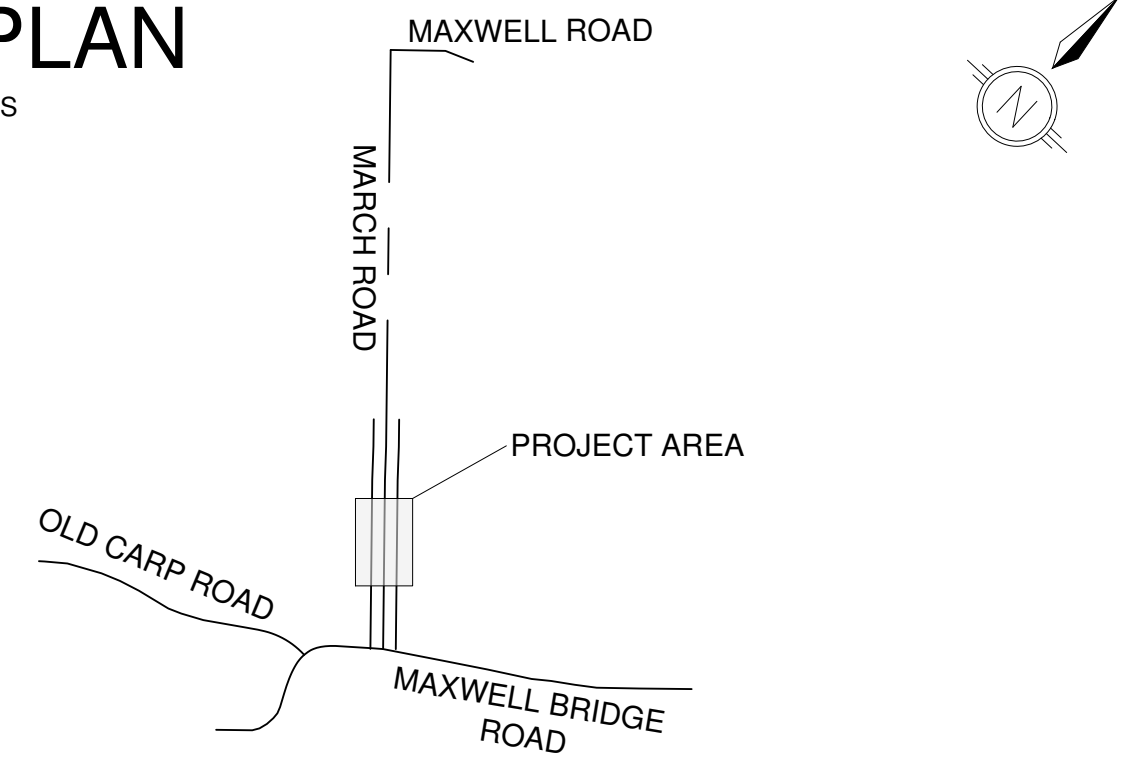 PLAN
S
MAXWELL ROAD
MARCH ROAD
PROJECT AREA
OLD CARP ROAD
MAXWELL BRIDGE
ROAD
N